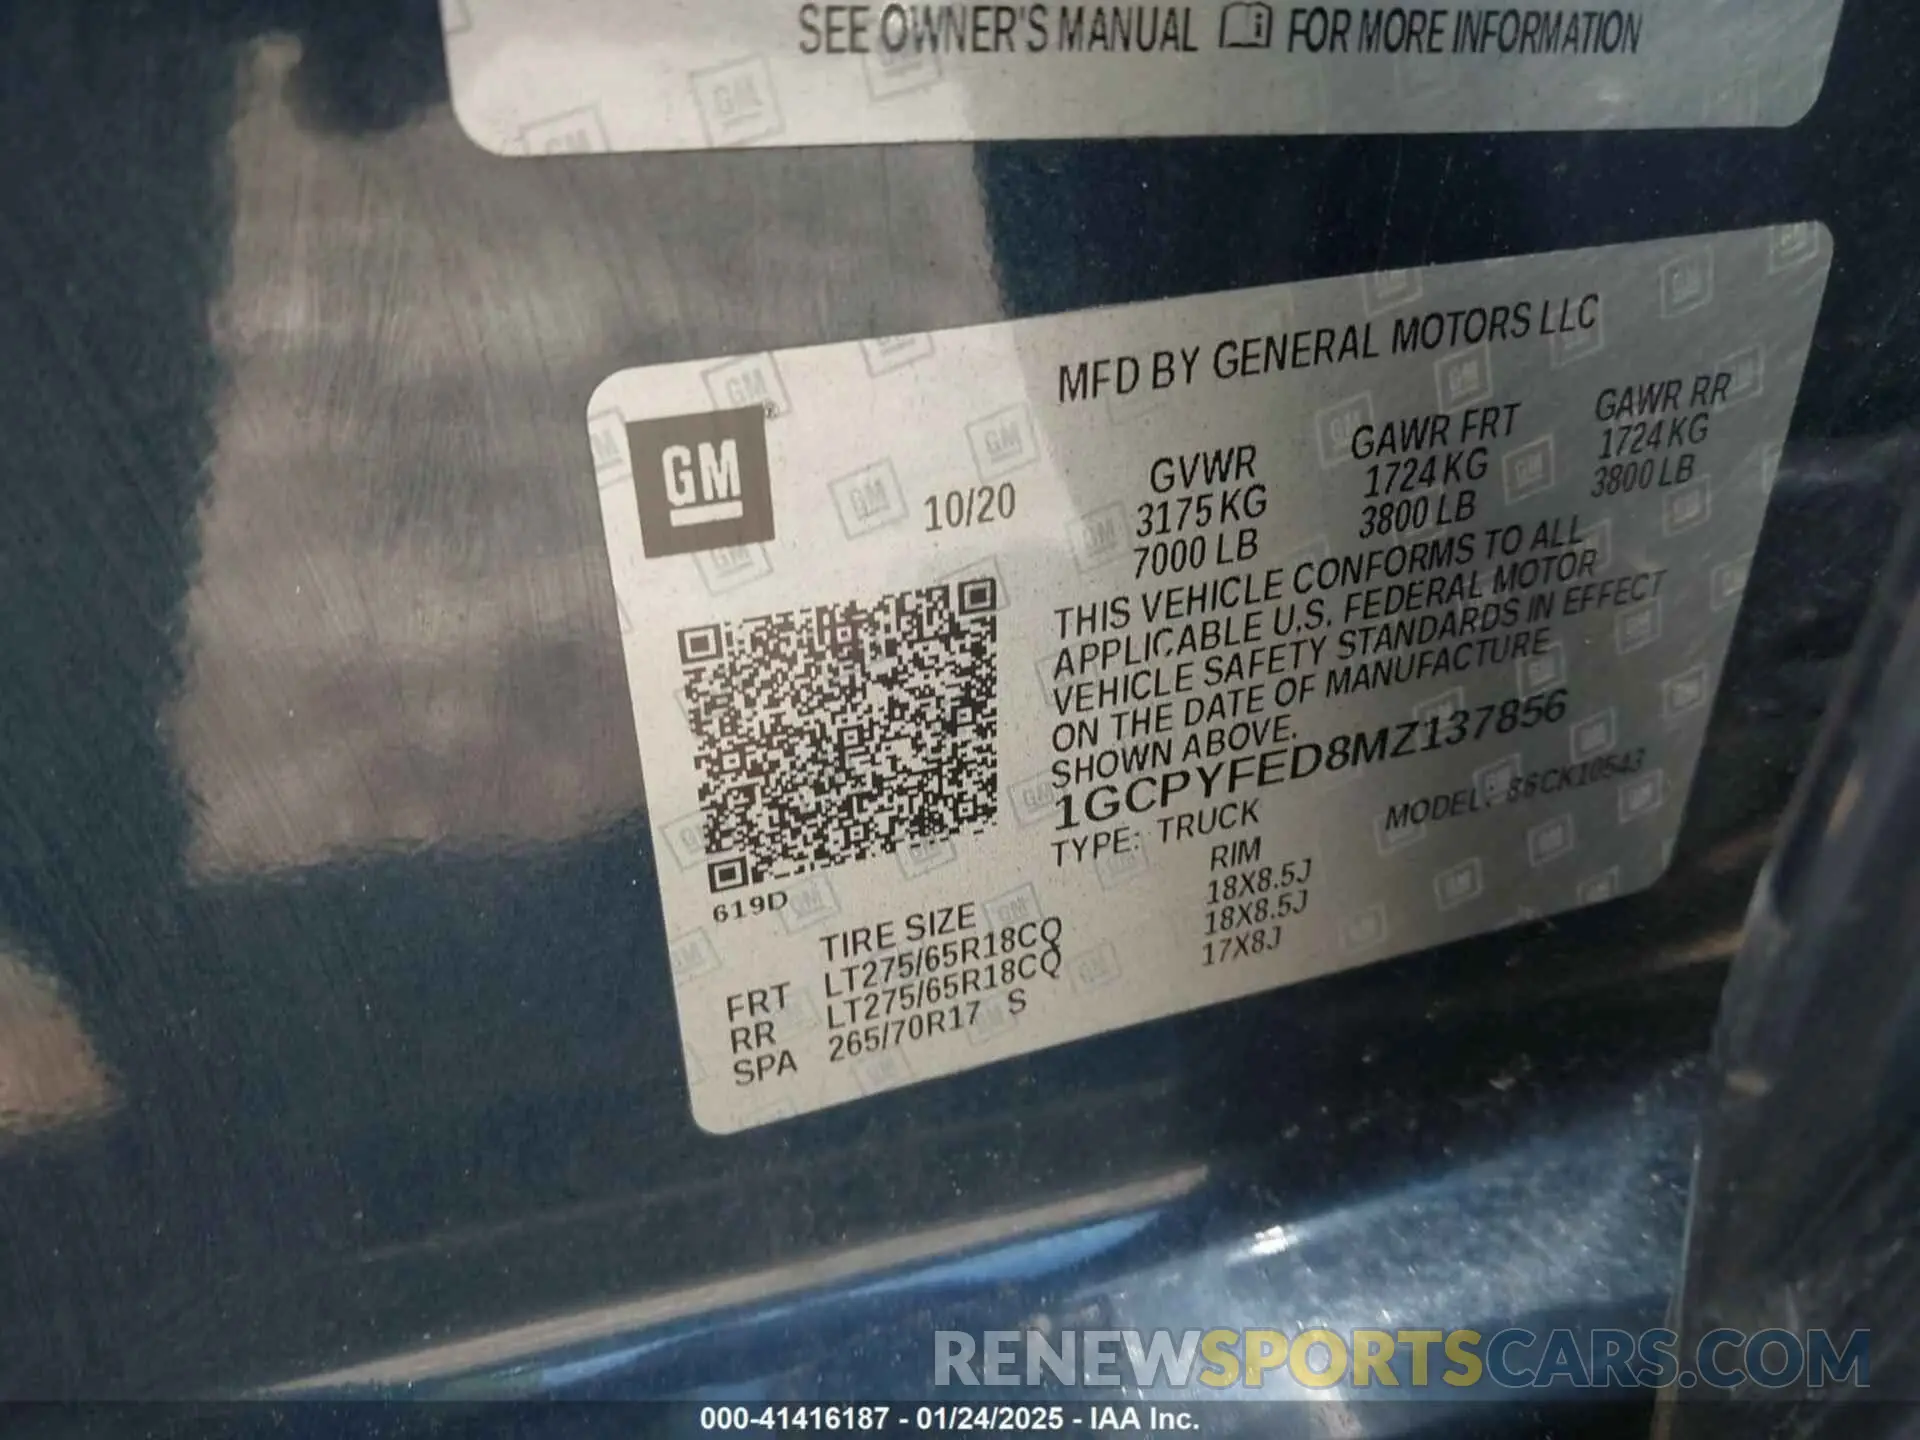 SEE OWNER'S MANUAL FOR MORE INFORMATION
GM ®
MFD BY GENERAL MOTORS LLC
10/20
GVWR GAWR FRT GAWR RR
3175 KG 1724 KG 1724 KG
7000 LB 3800 LB 3800 LB
THIS VEHICLE CONFORMS TO ALL
APPLICABLE U.S. FEDERAL MOTOR
VEHICLE SAFETY STANDARDS IN EFFECT
ON THE DATE OF MANUFACTURE
SHOWN ABOVE.
1GCPYFED8MZ137856
TYPE: TRUCK MODEL: 86CK10543
619D
TIRE SIZE RIM
FRT LT275/65R18CQ 18X8.5J
RR LT275/65R18CQ 18X8.5J
SPA 265/70R17 S 17X8J
RENEWSPORTSCARS.COM
000-41416187 - 01/24/2025 - IAA Inc.